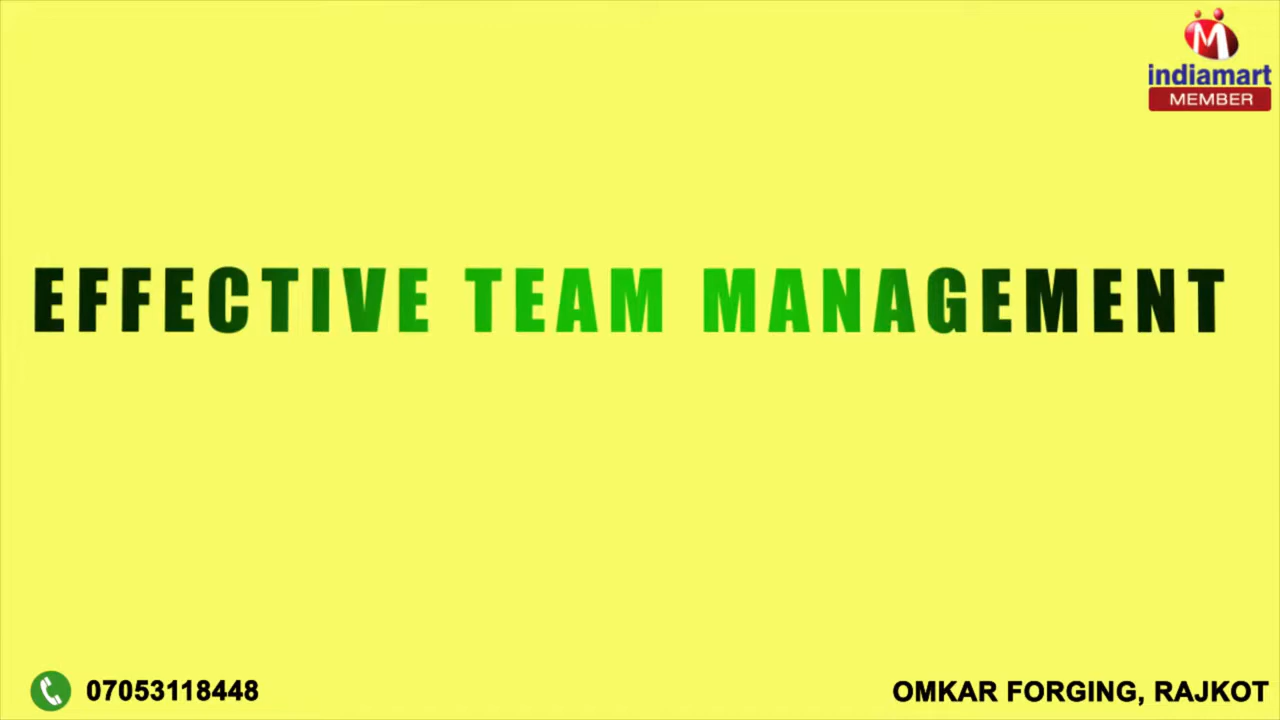 indiamart
MEMBER
EFFECTIVE TEAM MANAGEMENT
07053118448
OMKAR FORGING, RAJKOT